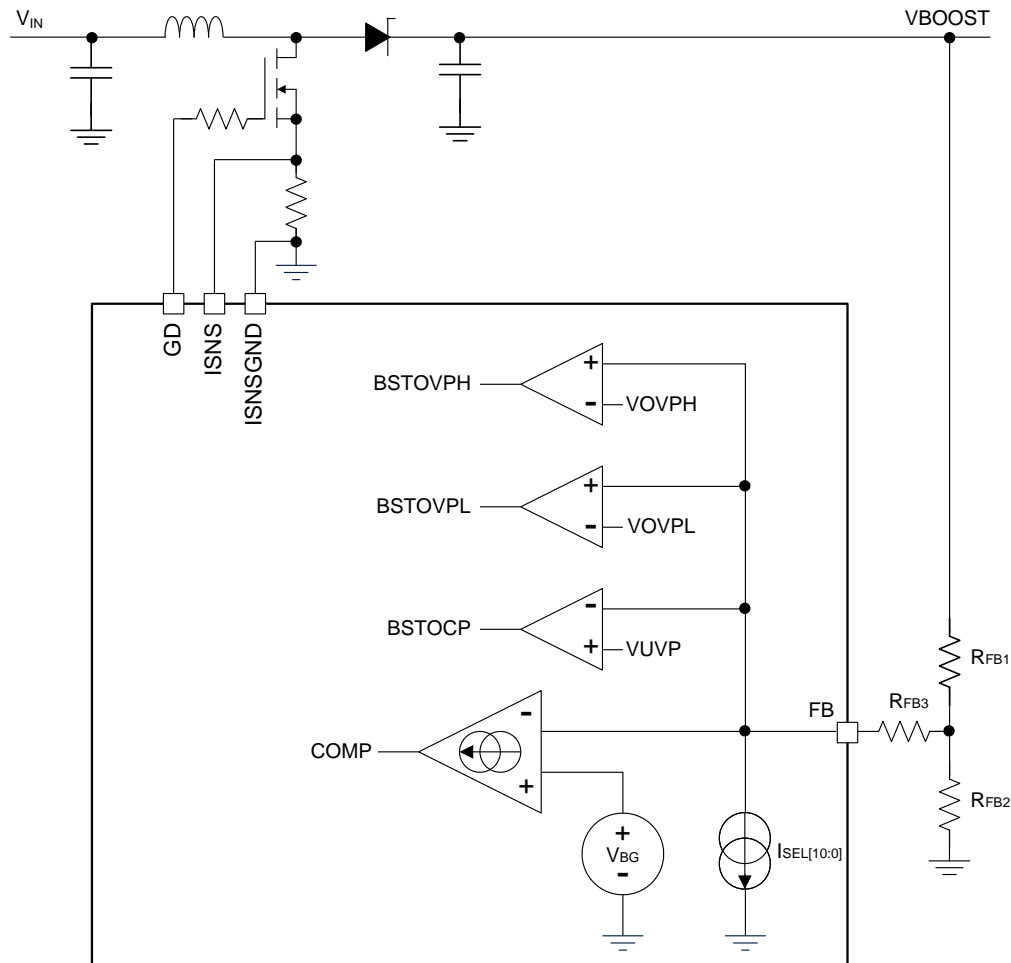 VIN
VBOOST
GD
ISNS
ISNSGND
+
BSTOVPH
-
VOVPH
+
BSTOVPL
-
VOVPL
-
BSTOCP
+
VUVP
RFB1
RFB3
FB
-
COMP
+
RFB2
+
VBG
-
ISEL[10:0]